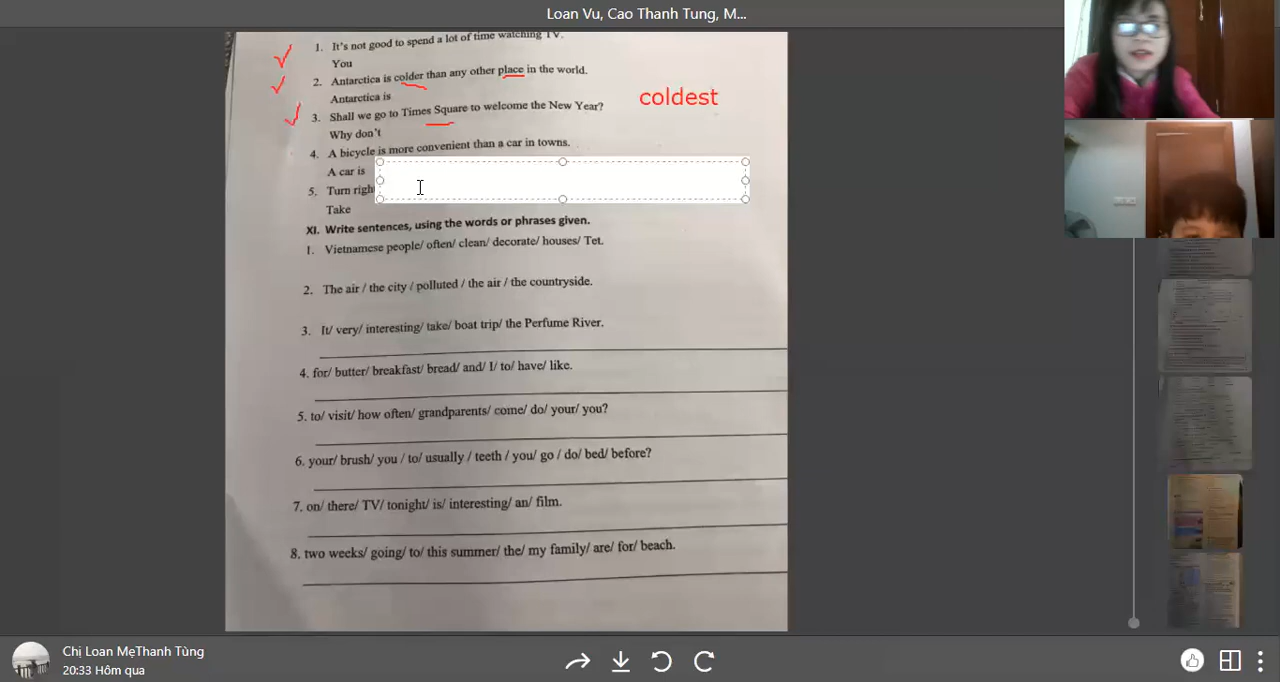 Loan Vu, Cao Thanh Tung, M...
1. It's not good to spend a lot of time watching TV.
You
2. Antarctica is colder than any other place in the world.
Antarctica is
coldest
3. Shall we go to Times Square to welcome the New Year?
Why don't
4. A bicycle is more convenient than a car in towns.
A car is
5. Turn righ
Take
XI. Write sentences, using the words or phrases given.
1. Vietnamese people/ often/ clean/ decorate/ houses/ Tet.
2. The air / the city / polluted / the air / the countryside.
3. It/ very/ interesting/ take/ boat trip/ the Perfume River.
4. for/ butter/ breakfast/ bread/ and/ I/ to/ have/ like.
5. to/ visit/ how often/ grandparents/ come/ do/ your/ you?
6. your/ brush/ you / to/ usually / teeth / you/ go / do/ bed/ before?
7. on/ there/ TV/ tonight/ is/ interesting/ an/ film.
8. two weeks/ going/ to/ this summer/ the/ my family/ are/ for/ beach.
Chị Loan MẹThanh Tùng
20:33 Hôm qua